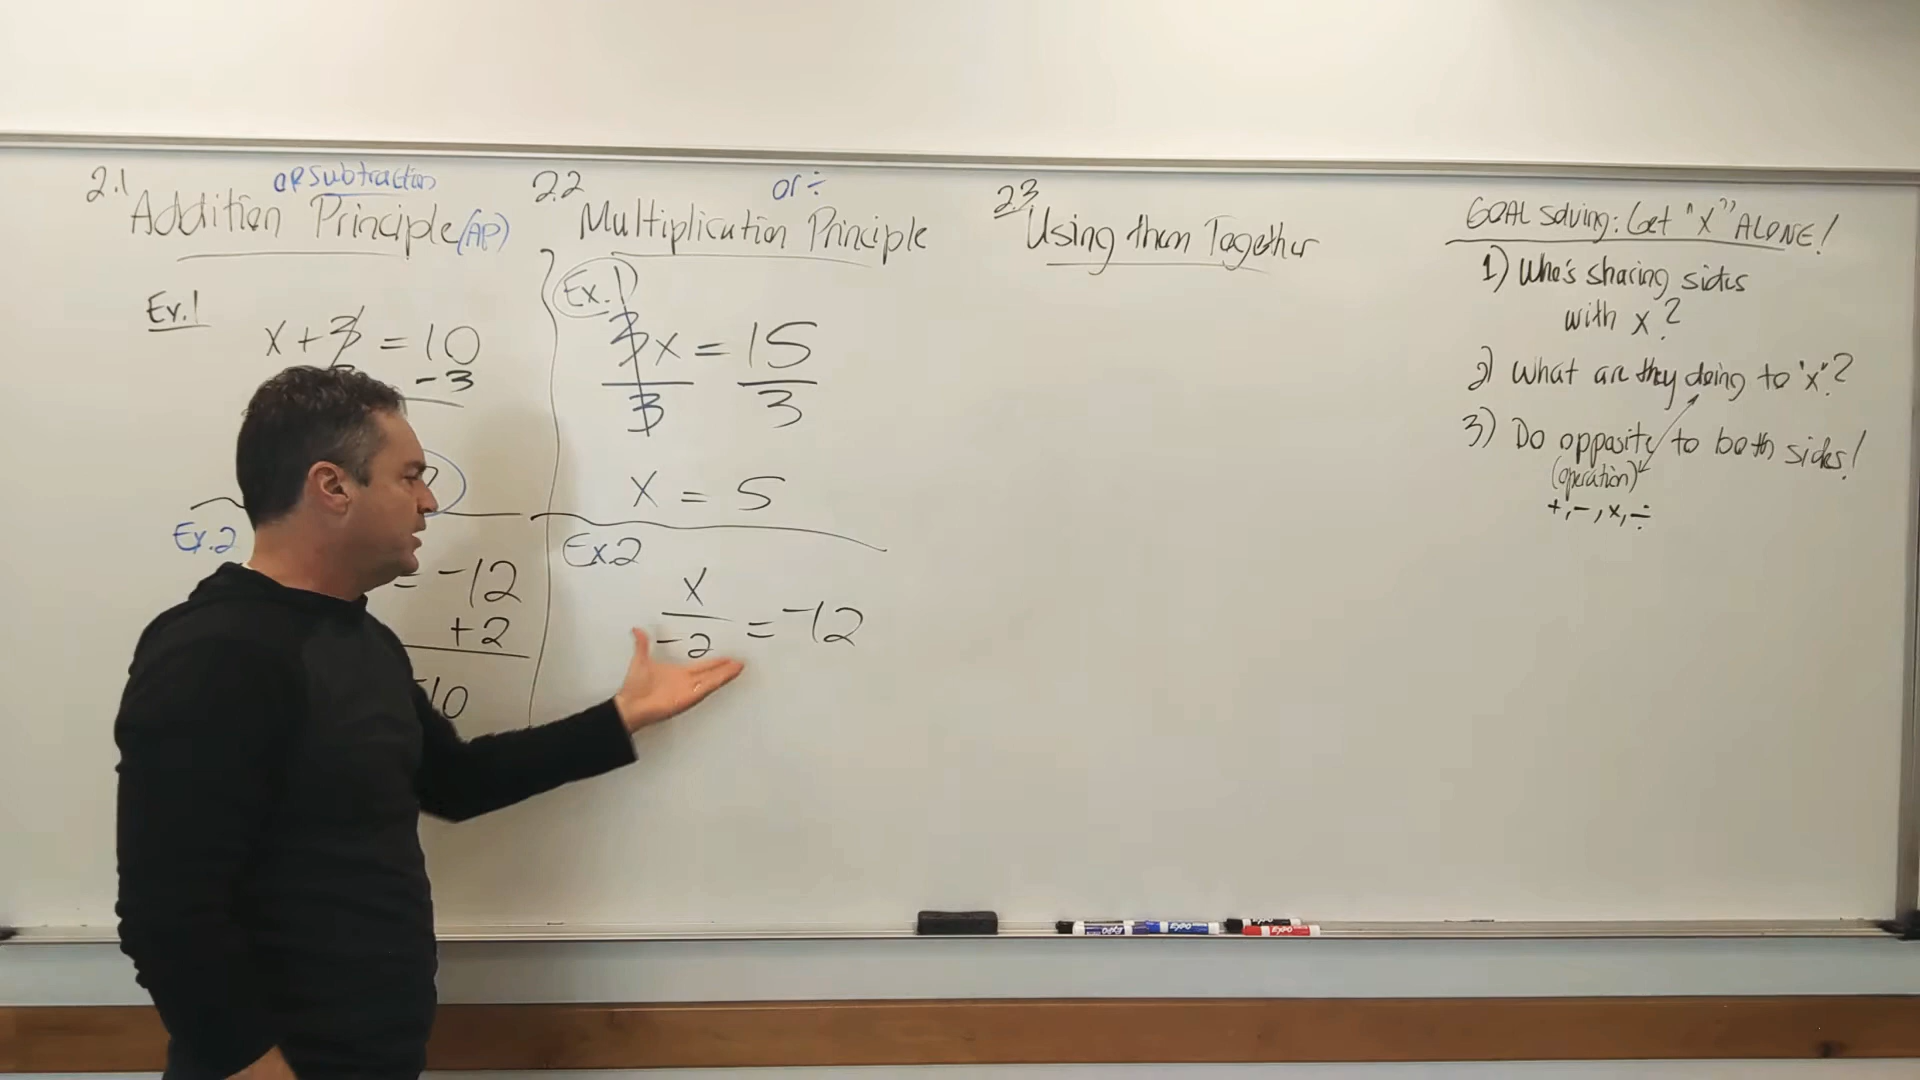 2.1
or subtraction
Addition Principle (AP)
Ex.1
x + 3 = 10
-3
Ex.2
= -12
+2
10
2.2
or ÷
Multiplication Principle
Ex.1
3x = 15
3 3
x = 5
Ex.2
x
-2 = -12
2.3
Using them Together
GOAL Solving: Get "X" ALONE!
1) Who's sharing sides
with x?
2) What are they doing to "x"?
3) Do opposite to both sides!
(operation)
+, -, x, ÷
EXPO
EXPO
EXPO